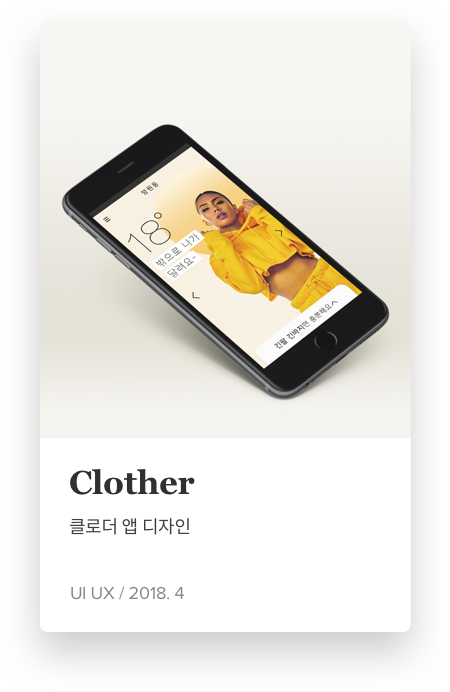 망원동
18°
밖으로 나가
달려요~
긴팔 긴바지면 충분해요
Clother
클로더 앱 디자인
UI UX / 2018. 4